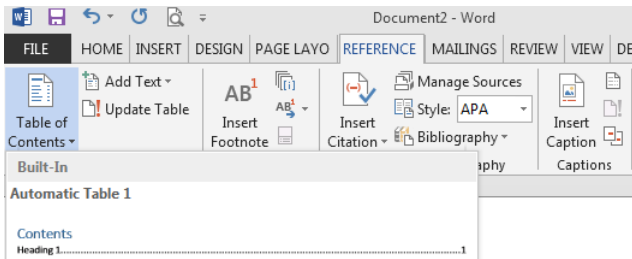 Document2 - Word
FILE HOME INSERT DESIGN PAGE LAYO REFERENCE MAILINGS REVIEW VIEW DE
Table of Contents
Add Text
Update Table
AB1
Insert Footnote
AB1
[i]
Insert Citation
Manage Sources
Style: APA
Bibliography
Insert Caption
aphy
Captions
Built-In
Automatic Table 1
Contents
Heading 1...1